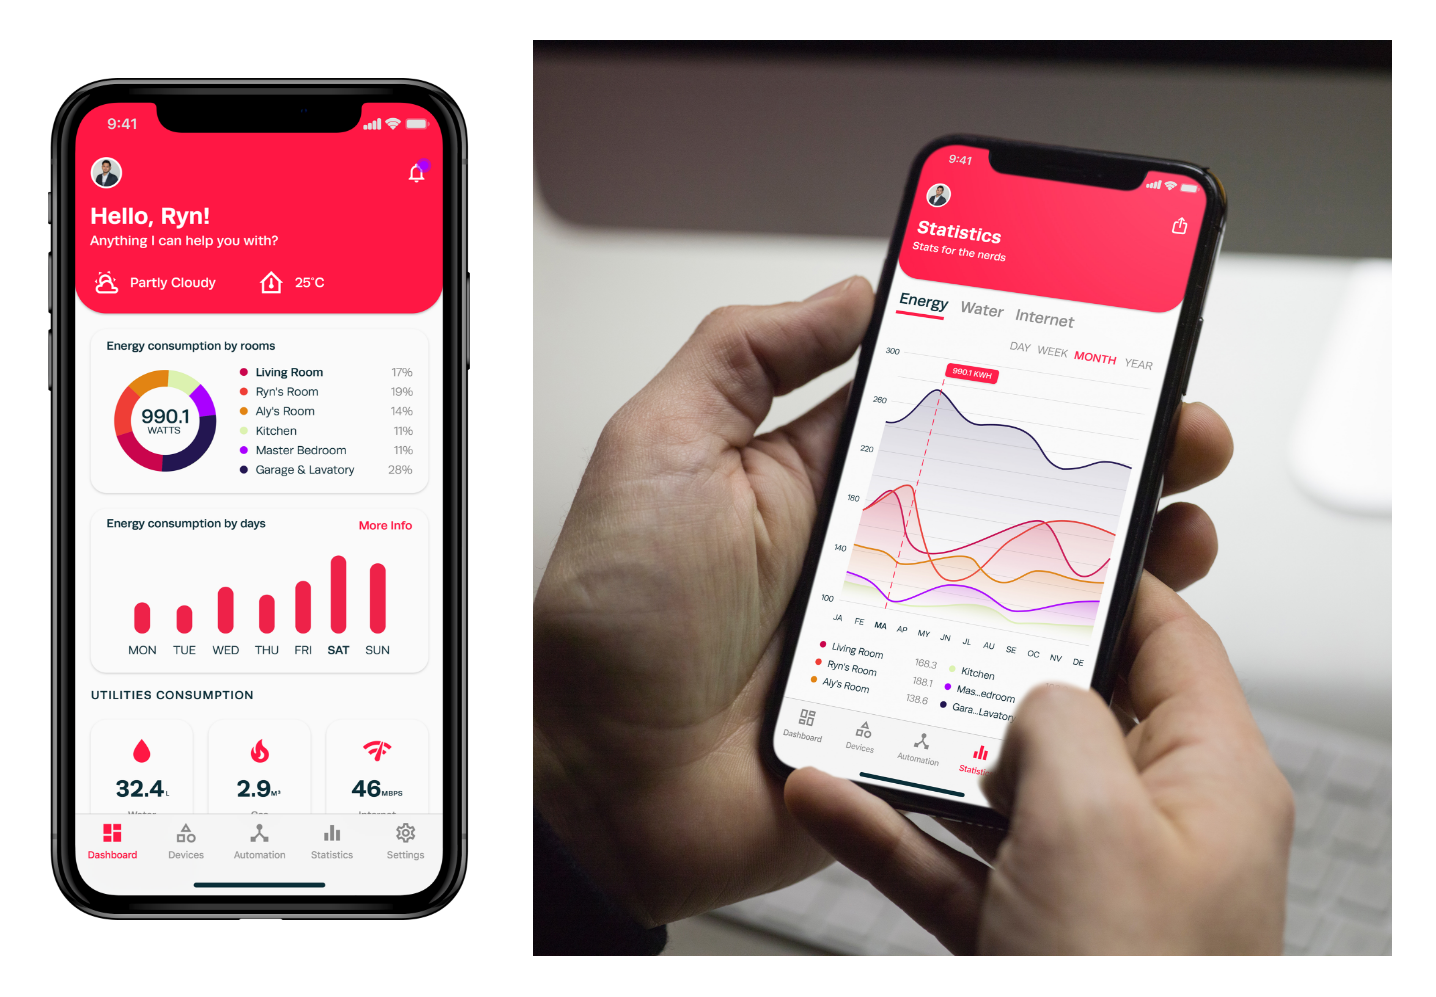 9:41
Hello, Ryn!
Anything I can help you with?
Partly Cloudy 25°C
Energy consumption by rooms
990.1
WATTS
Living Room 17%
Ryn's Room 19%
Aly's Room 14%
Kitchen 11%
Master Bedroom 11%
Garage & Lavatory 28%
Energy consumption by days More Info
MON TUE WED THU FRI SAT SUN
UTILITIES CONSUMPTION
32.4 L 2.9 M³ 46 MBPS
Dashboard Devices Automation Statistics Settings
9:41
Statistics
Stats for the nerds
Energy Water Internet
DAY WEEK MONTH YEAR
990.1 KWH
300
260
220
180
140
100
JA FE MA AP MY JN JL AU SE OC NV DE
Living Room 168.3
Ryn's Room 188.1
Aly's Room 138.6
Kitchen
Mas...edroom
Gara...Lavatory
Dashboard Devices Automation Statistics